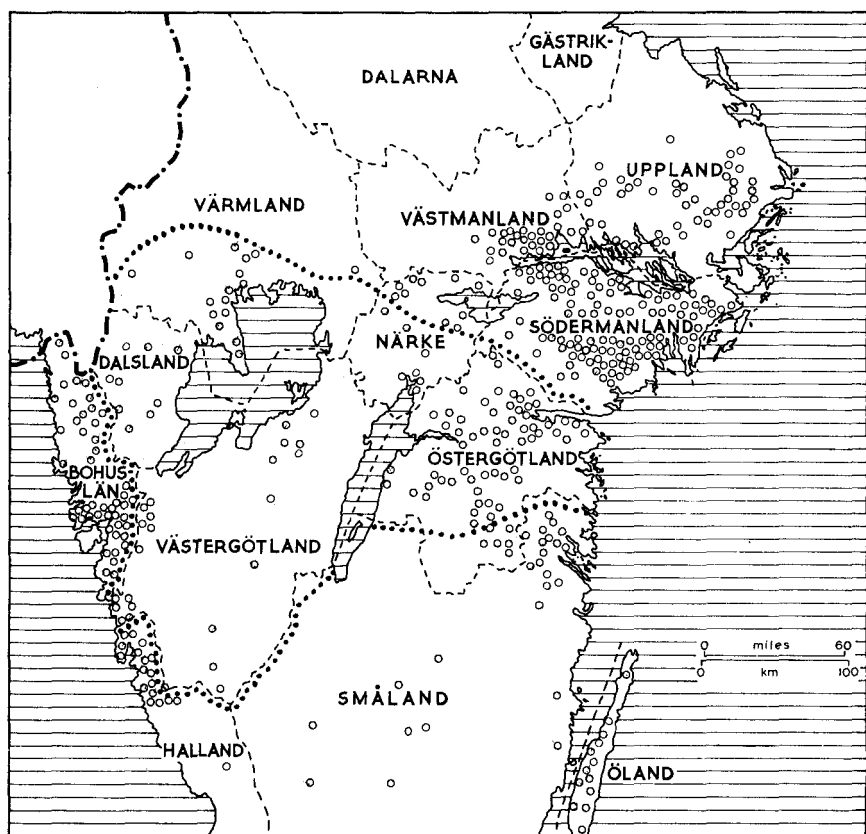 GÄSTRIK-
LAND
DALARNA
UPPLAND
VÄRMLAND
VÄSTMANLAND
SÖDERMANLAND
NÄRKE
DALSLAND
ÖSTERGÖTLAND
BOHUS-
LÄN
VÄSTERGÖTLAND
0 miles 60
0 km 100
SMÅLAND
HALLAND
ÖLAND